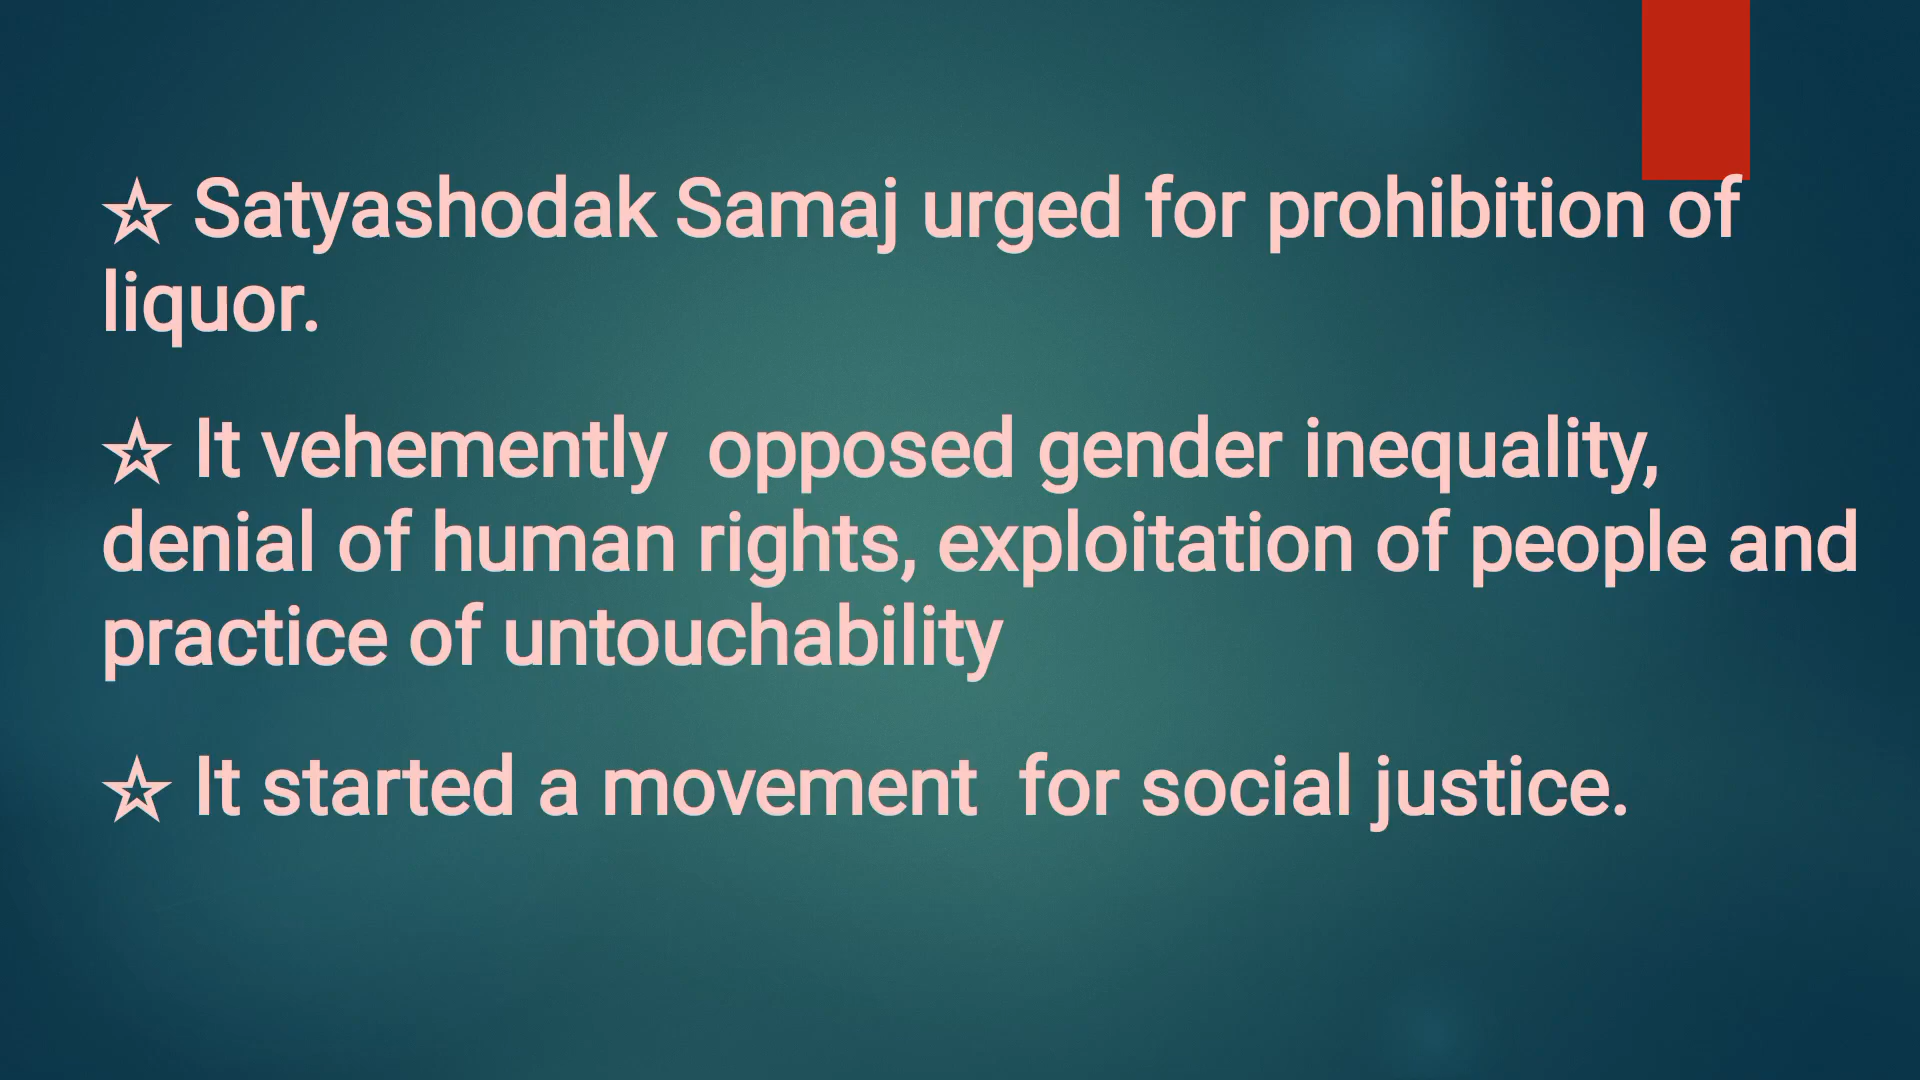 ☆ Satyashodak Samaj urged for prohibition of
liquor.
☆ It vehemently  opposed gender inequality,
denial of human rights, exploitation of people and
practice of untouchability
☆ It started a movement  for social justice.